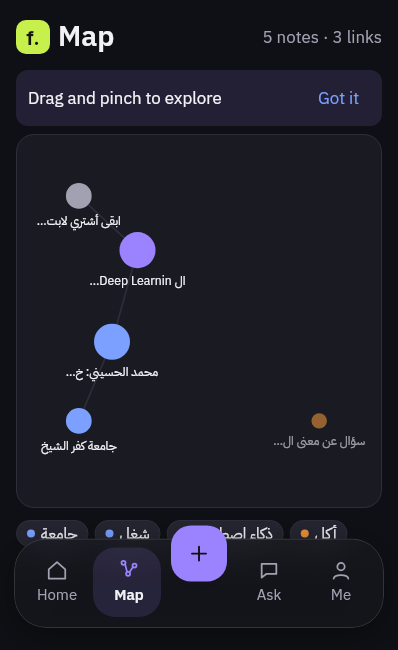 f. Map
5 notes · 3 links
Drag and pinch to explore
Got it
ابقى أشتري لابت...
ال Deep Learnin...
محمد الحسيني: خ...
جامعة كفر الشيخ
سؤال عن معنى ال...
جامعة
شغل
ذكاء
أكل
+
Home
Map
Ask
Me